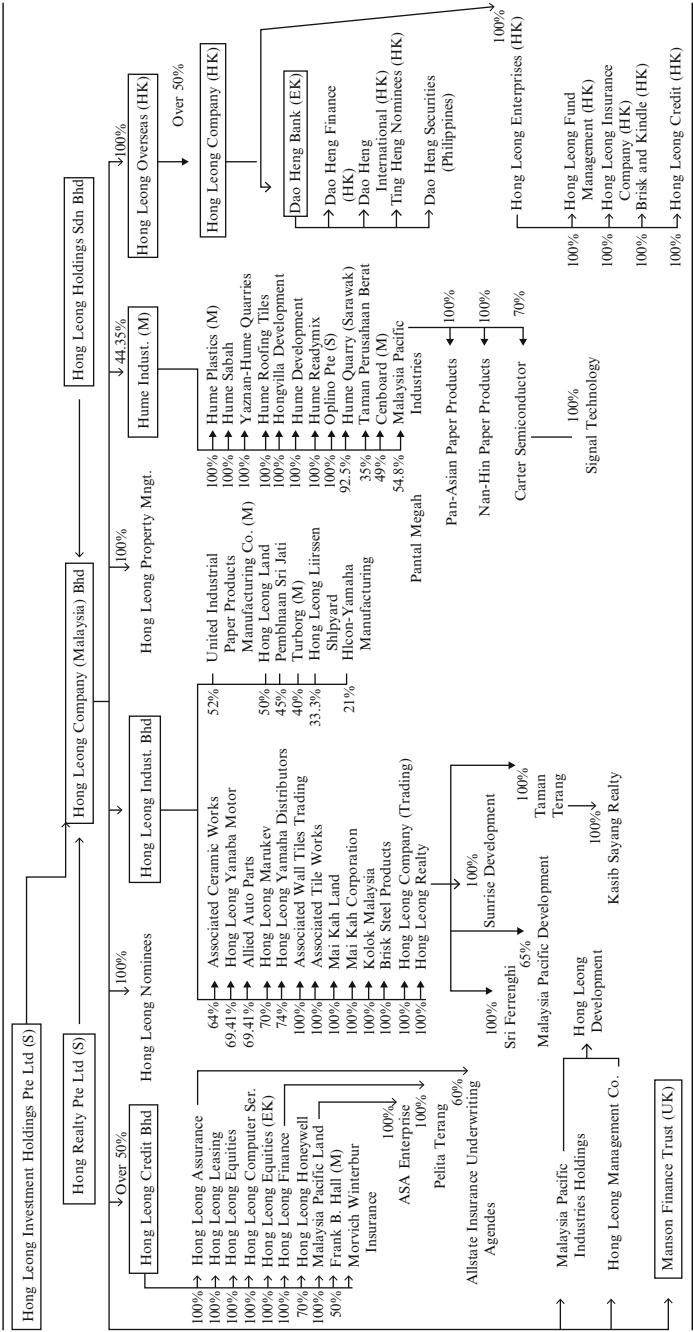 Hong Leong Investment Holdings Pte Ltd (S)
Hong Realty Pte Ltd (S)
Hong Leong Company (Malaysia) Bhd
Hong Leong Holdings Sdn Bhd
Over 50%
Hong Leong Credit Bhd
100%
Hong Leong Nominees
Hong Leong Indust. Bhd
100%
Hong Leong Property Mngt.
44.35%
Hume Indust. (M)
100%
Hong Leong Overseas (HK)
Over 50%
Hong Leong Company (HK)
100% Hong Leong Assurance
100% Hong Leong Leasing
100% Hong Leong Equities
100% Hong Leong Computer Ser.
100% Hong Leong Equities (EK)
100% Hong Leong Finance
70% Hong Leong Honeywell
100% Malaysia Pacific Land
50% Frank B. Hall (M)
Morvich Winterbur
Insurance
100%
ASA Enterprise
100%
Pelita Terang
60%
Allstate Insurance Underwriting
Agendes
64% Associated Ceramic Works
69.41% Hong Leong Yanaba Motor
69.41% Allied Auto Parts
70% Hong Leong Marukev
74% Hong Leong Yamaha Distributors
100% Associated Wall Tiles Trading
100% Associated Tile Works
100% Mai Kah Land
100% Mai Kah Corporation
100% Kolok Malaysia
100% Brisk Steel Products
100% Hong Leong Company (Trading)
100% Hong Leong Realty
100%
Sri Ferrenghi
65%
Malaysia Pacific Development
100%
Sunrise Development
100%
Taman
Terang
100%
Kasib Sayang Realty
52% United Industrial
Paper Products
Manufacturing Co. (M)
50% Hong Leong Land
45% Pemblnaan Sri Jati
40% Turborg (M)
33.3% Hong Leong Liirssen
Shlpyard
21% Hlcon-Yamaha
Manufacturing
100% Hume Plastics (M)
100% Hume Sabah
100% Yaznan-Hume Quarries
100% Hume Roofing Tiles
100% Hongvilla Development
100% Hume Development
100% Hume Readymix
100% Oplino Pte (S)
92.5% Hume Quarry (Sarawak)
35% Taman Perusahaan Berat
49% Cenboard (M)
54.8% Malaysia Pacific
Industries
Pantal Megah
Pan-Asian Paper Products 100%
Nan-Hin Paper Products 100%
Carter Semiconductor 70%
100%
Signal Technology
Dao Heng Bank (EK)
Dao Heng Finance
(HK)
Dao Heng
International (HK)
Ting Heng Nominees (HK)
Dao Heng Securities
(Philippines)
100%
Hong Leong Enterprises (HK)
100% Hong Leong Fund
Management (HK)
100% Hong Leong Insurance
Company (HK)
100% Brisk and Kindle (HK)
100% Hong Leong Credit (HK)
Malaysia Pacific
Industries Holdings
Hong Leong
Development
Hong Leong Management Co.
Manson Finance Trust (UK)